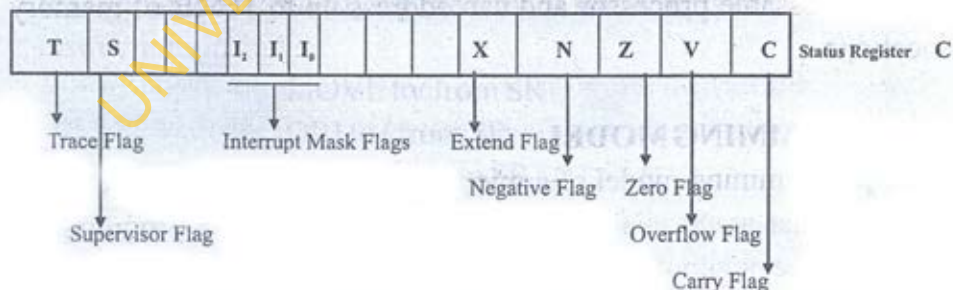 UNIVE
T S I₂ I₁ I₀ X N Z V C Status Register C
Trace Flag Interrupt Mask Flags Extend Flag
Negative Flag Zero Flag
Supervisor Flag Overflow Flag
Carry Flag